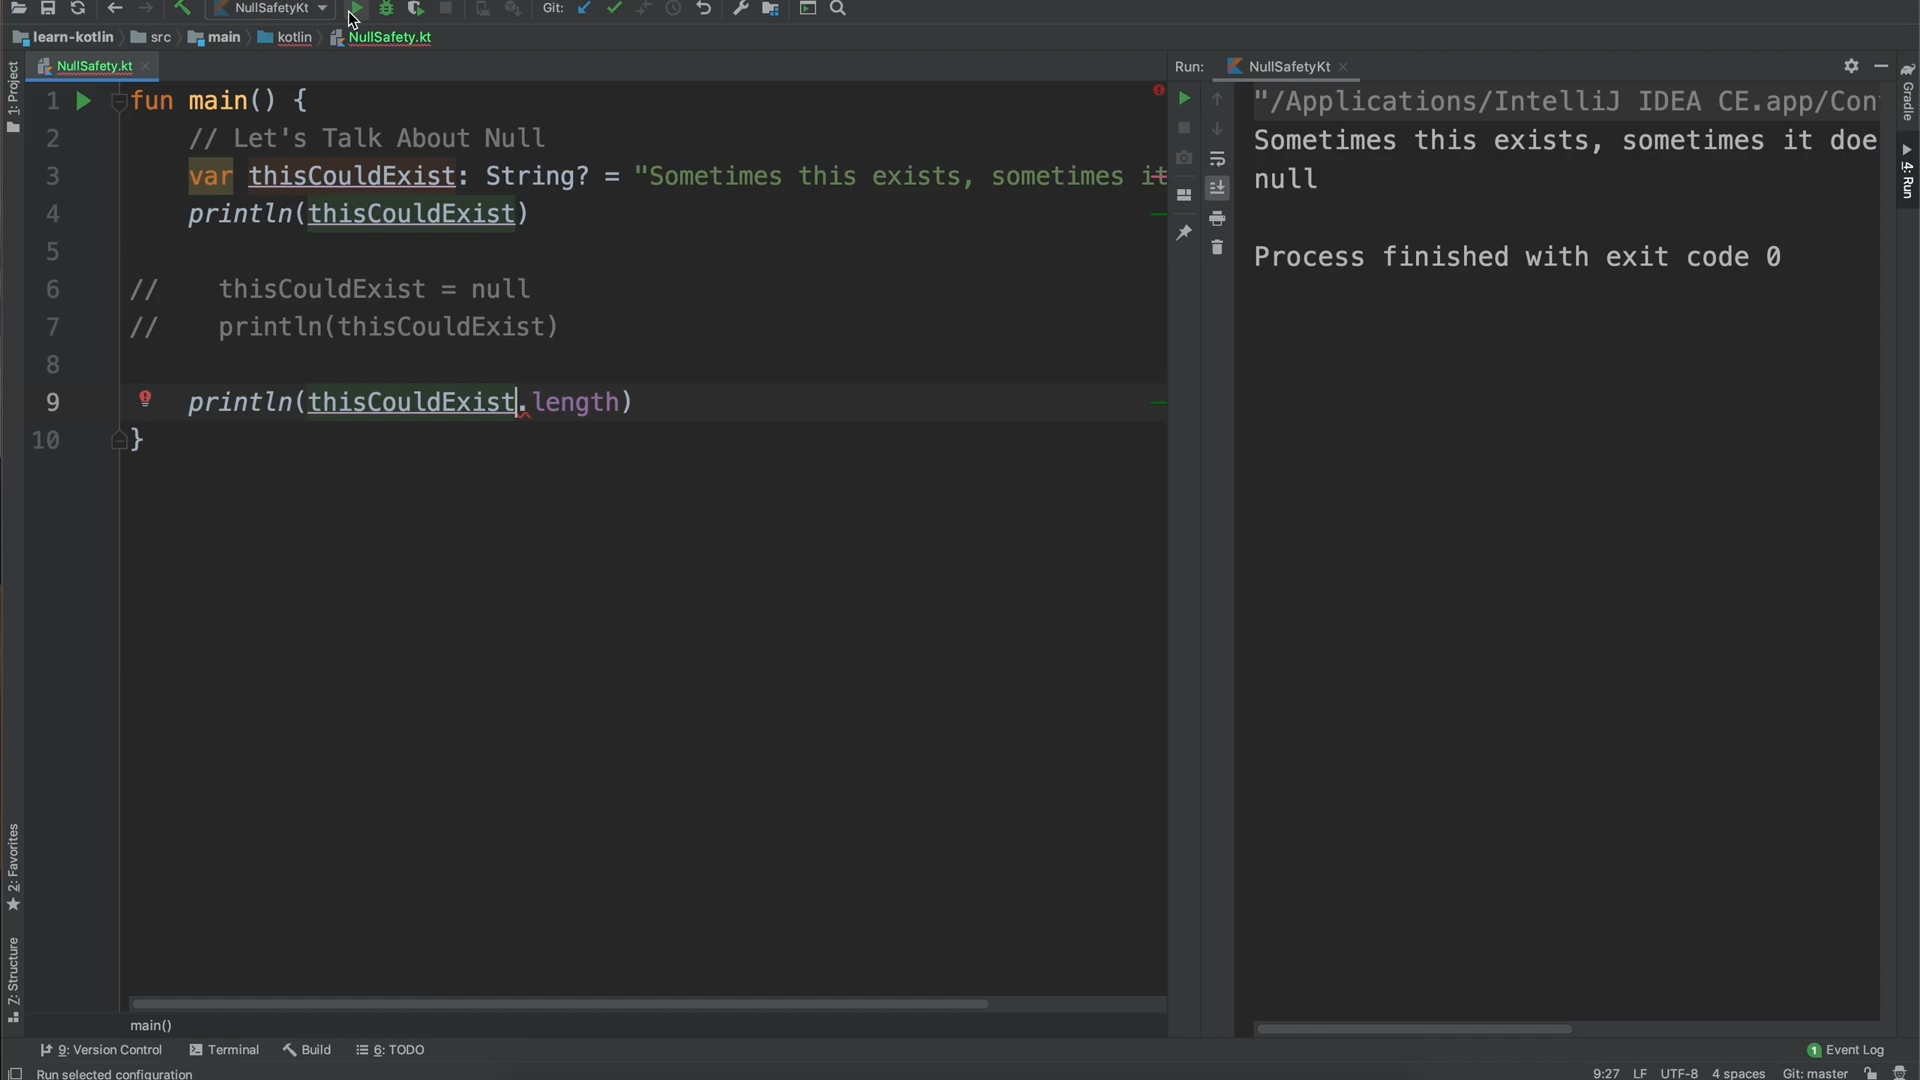 NullSafetyKt
Git:
learn-kotlin
src
main
kotlin
NullSafety.kt
1: Project
NullSafety.kt
Run:
NullSafetyKt
Gradle
4: Run
1 fun main() {
2 // Let's Talk About Null
3 var thisCouldExist: String? = "Sometimes this exists, sometimes it
4 println(thisCouldExist)
5
6 // thisCouldExist = null
7 // println(thisCouldExist)
8
9 println(thisCouldExist.length)
10 }
"/Applications/IntelliJ IDEA CE.app/Con
Sometimes this exists, sometimes it doe
null
Process finished with exit code 0
2: Favorites
7: Structure
main()
9: Version Control
Terminal
Build
6: TODO
1 Event Log
Run selected configuration
9:27 LF UTF-8 4 spaces Git: master